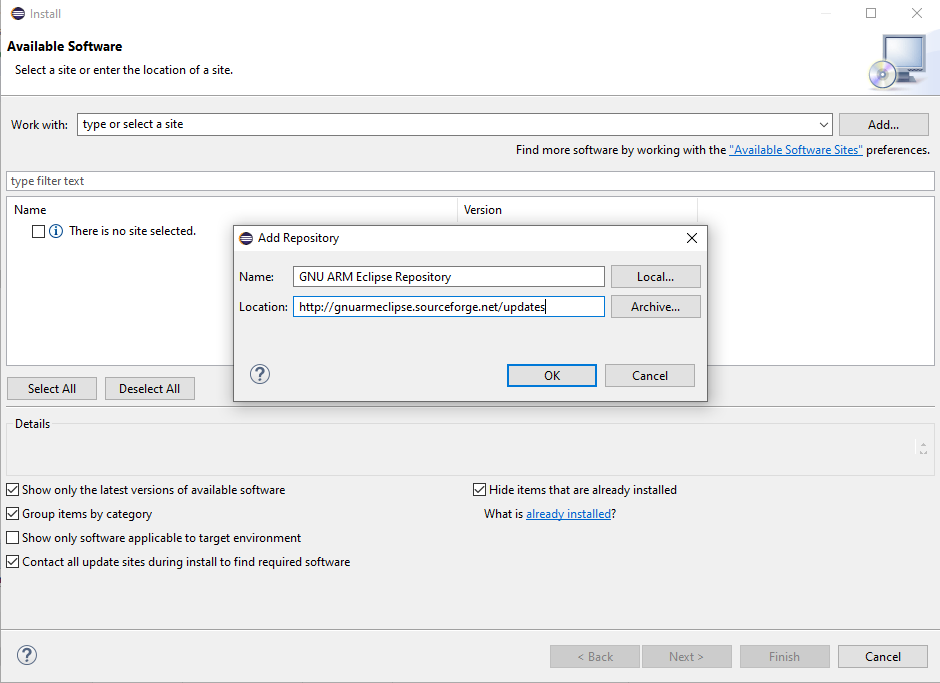 Install
Available Software
Select a site or enter the location of a site.
Work with: type or select a site Add...
Find more software by working with the "Available Software Sites" preferences.
type filter text
Name Version
There is no site selected.
Add Repository
Name: GNU ARM Eclipse Repository Local...
Location: http://gnuarmeclipse.sourceforge.net/updates Archive...
? OK Cancel
Select All Deselect All
Details
Show only the latest versions of available software Hide items that are already installed
Group items by category What is already installed?
Show only software applicable to target environment
Contact all update sites during install to find required software
? < Back Next > Finish Cancel